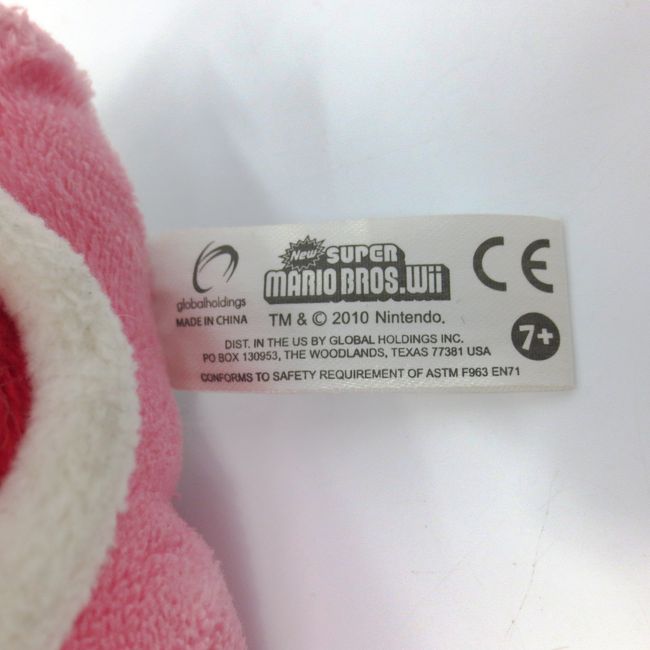 New SUPER
MARIO BROS. Wii
globalholdings
MADE IN CHINA
TM & © 2010 Nintendo.
DIST. IN THE US BY GLOBAL HOLDINGS INC.
PO BOX 130953, THE WOODLANDS, TEXAS 77381 USA
CONFORMS TO SAFETY REQUIREMENT OF ASTM F963 EN71
CE
7+